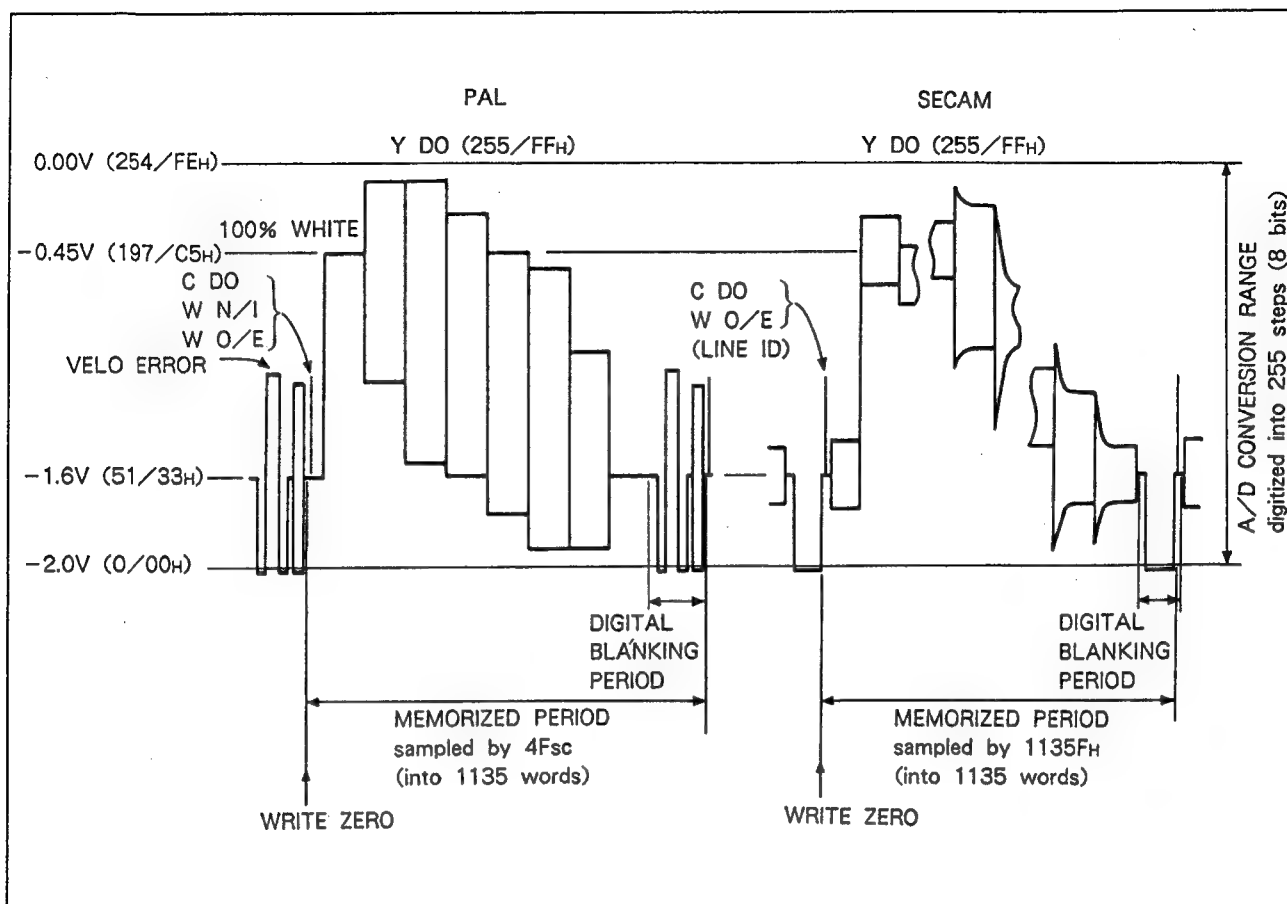 PAL
SECAM
Y DO (255/FFH)
Y DO (255/FFH)
0.00V (254/FEH)
100% WHITE
-0.45V (197/C5H)
C DO
W N/I
W O/E
VELO ERROR
C DO
W O/E
(LINE ID)
-1.6V (51/33H)
-2.0V (0/00H)
A/D CONVERSION RANGE
digitized into 255 steps (8 bits)
DIGITAL
BLANKING
PERIOD
DIGITAL
BLANKING
PERIOD
MEMORIZED PERIOD
sampled by 4Fsc
(into 1135 words)
MEMORIZED PERIOD
sampled by 1135FH
(into 1135 words)
WRITE ZERO
WRITE ZERO